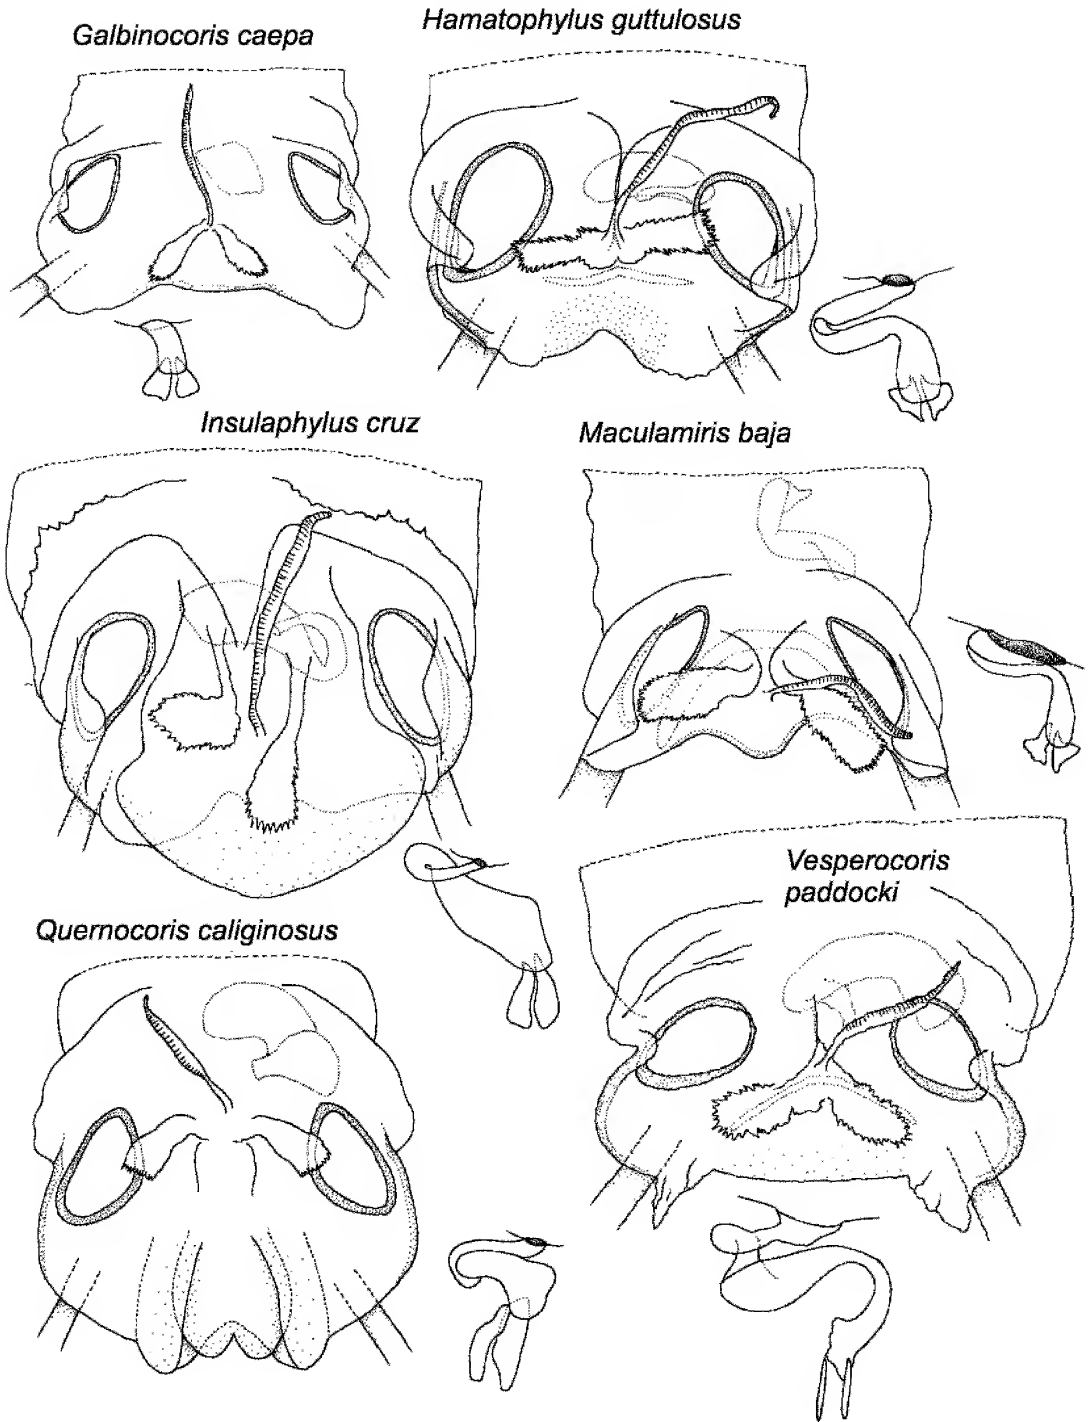 Galbinocoris caepa
Hamatophylus guttulosus
Insulaphylus cruz
Maculamiris baja
Vesperocoris
paddocki
Quernocoris caliginosus